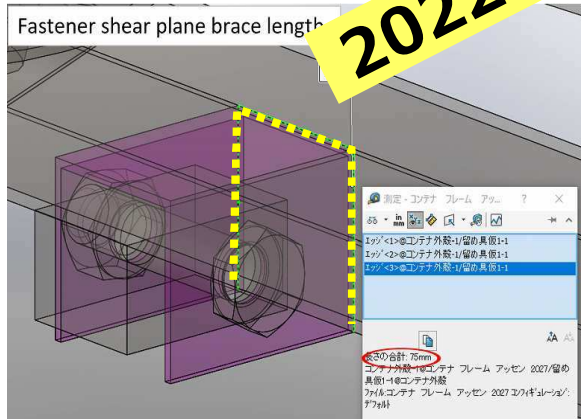 Fastener shear plane brace length
2022
測定 - コンテナ フレーム アッ...
in
mm
エッジ<1>@コンテナ外殻-1/留め具仮1-1
エッジ<2>@コンテナ外殻-1/留め具仮1-1
エッジ<3>@コンテナ外殻-1/留め具仮1-1
長さの合計: 75mm
コンテナ外殻-1@コンテナ フレーム アッセン 2027/留め
具仮1-1@コンテナ外殻
ファイル:コンテナ フレーム アッセン 2027 コンフィギュレーション:
デフォルト